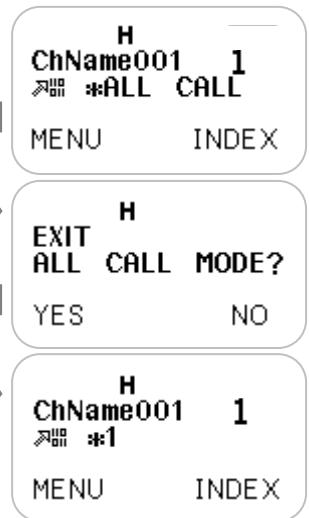 H
ChName001 1
*ALL CALL
MENU INDEX
H
EXIT
ALL CALL MODE?
YES NO
H
ChName001 1
*1
MENU INDEX